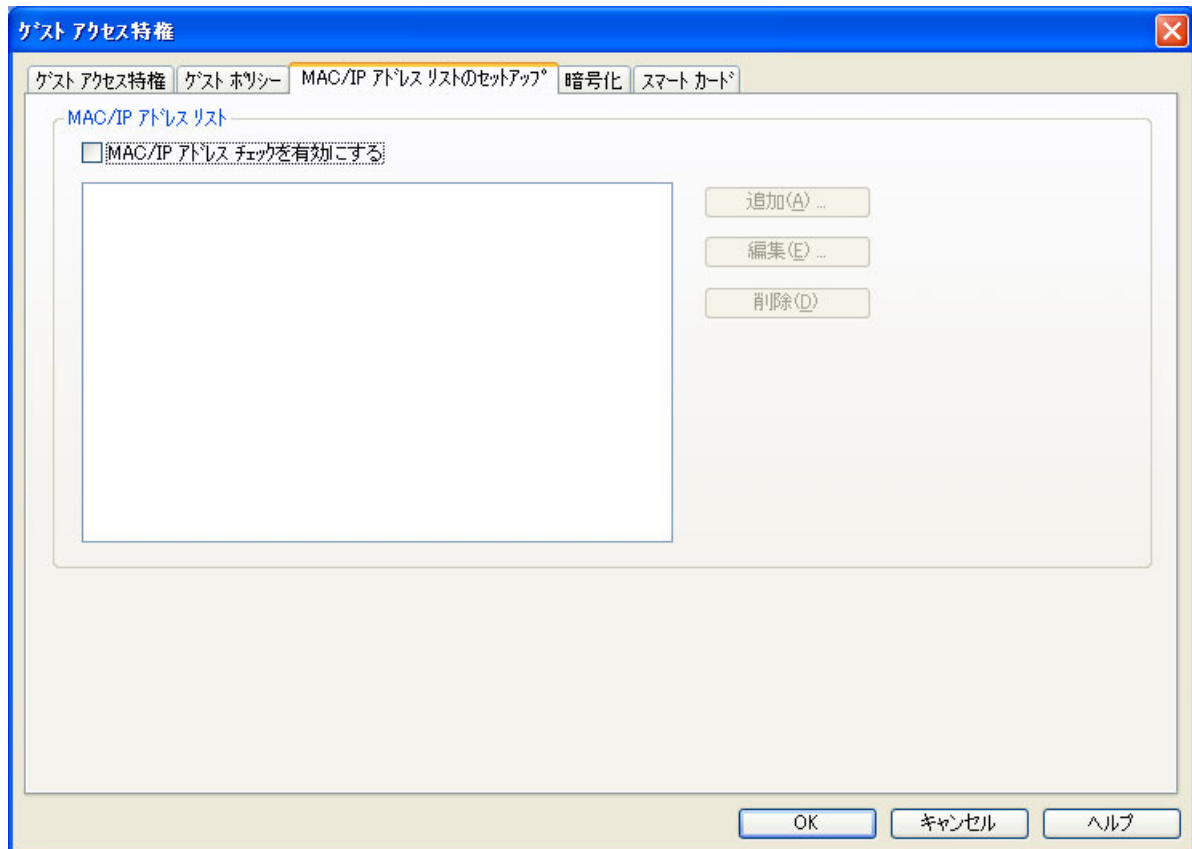 ゲスト アクセス特権
ゲスト アクセス特権 ゲスト ポリシー MAC/IP アドレス リストのセットアップ 暗号化 スマート カード
MAC/IP アドレス リスト
MAC/IP アドレス チェックを有効にする
追加(A) ...
編集(E) ...
削除(D)
OK キャンセル ヘルプ